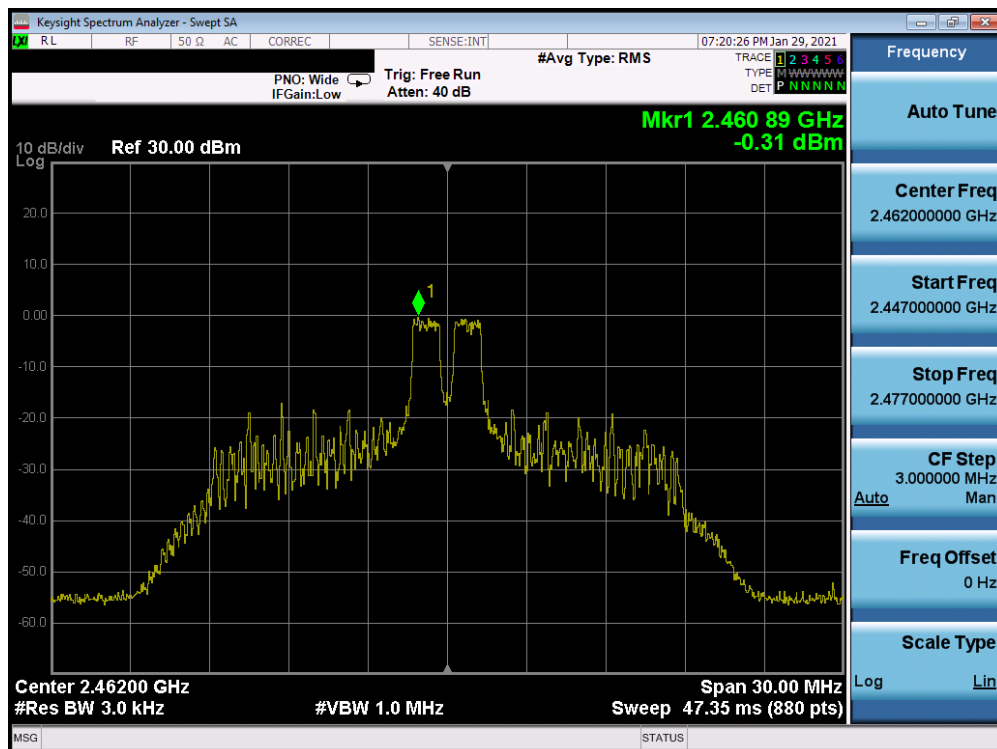 Keysight Spectrum Analyzer - Swept SA
LXI RL RF 50 Ω AC CORREC SENSE:INT 07:20:26 PM Jan 29, 2021
#Avg Type: RMS TRACE 1 2 3 4 5 6
PNO: Wide Trig: Free Run TYPE M W W W W W
IFGain:Low Atten: 40 dB DET P N N N N N
Mkr1 2.460 89 GHz
-0.31 dBm
10 dB/div Ref 30.00 dBm
Log
20.0
10.0
1
0.00
-10.0
-20.0
-30.0
-40.0
-50.0
-60.0
Center 2.46200 GHz Span 30.00 MHz
#Res BW 3.0 kHz #VBW 1.0 MHz Sweep 47.35 ms (880 pts)
MSG STATUS
Frequency
Auto Tune
Center Freq
2.462000000 GHz
Start Freq
2.447000000 GHz
Stop Freq
2.477000000 GHz
CF Step
3.000000 MHz
Auto Man
Freq Offset
0 Hz
Scale Type
Log Lin